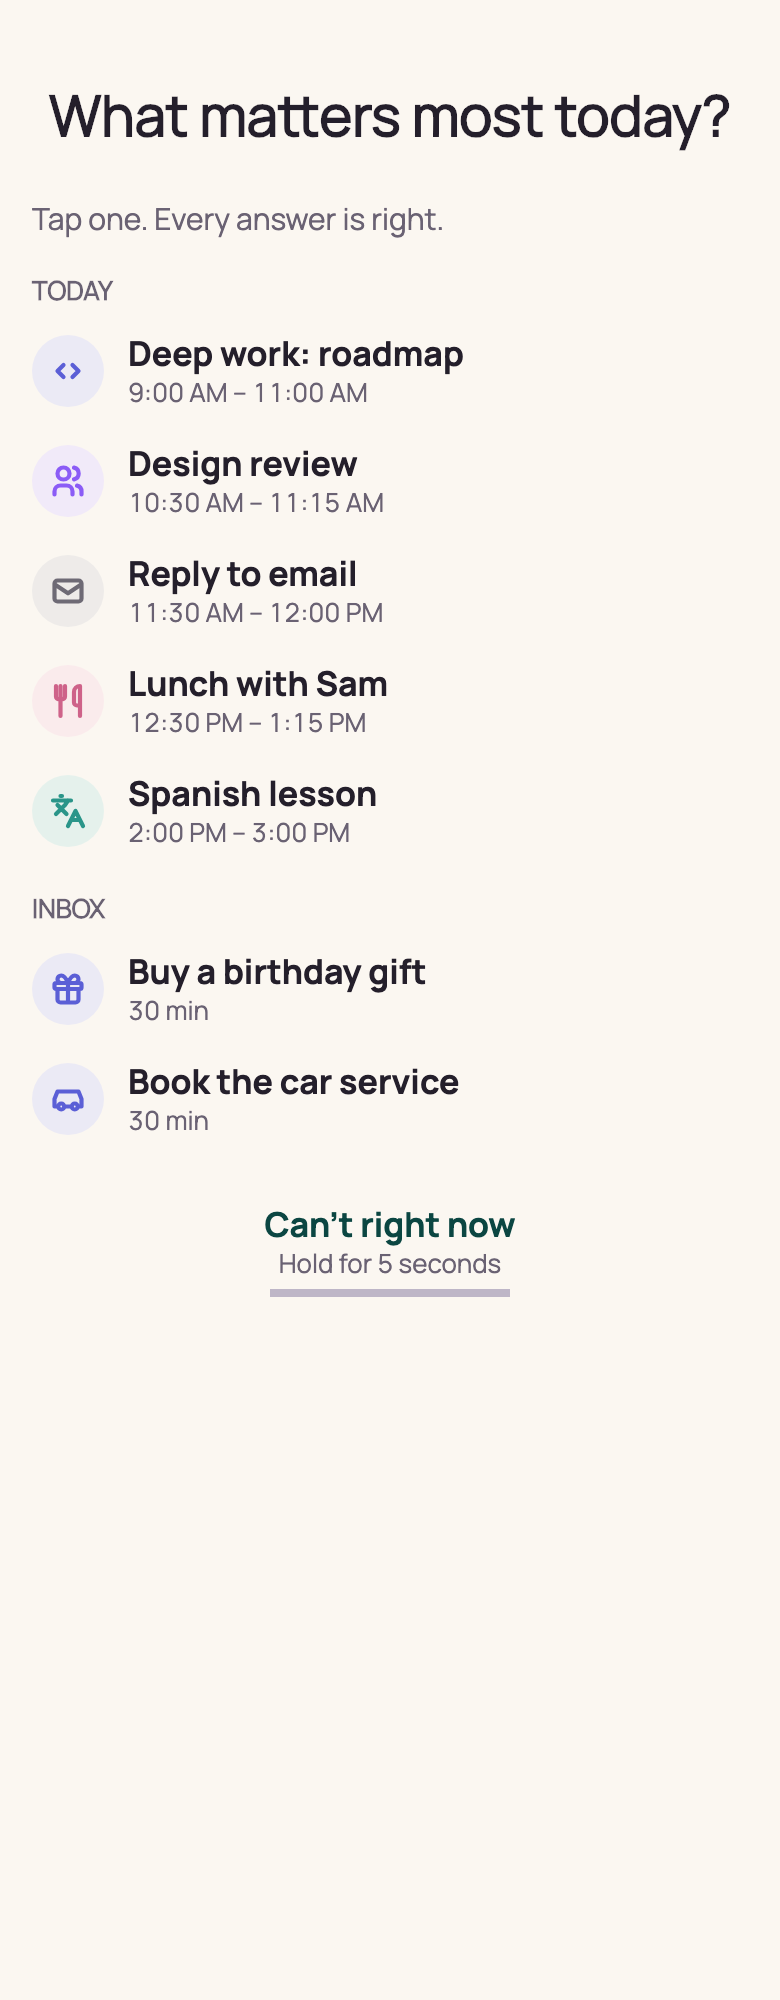 What matters most today?
Tap one. Every answer is right.
TODAY
Deep work: roadmap
9:00 AM – 11:00 AM
Design review
10:30 AM – 11:15 AM
Reply to email
11:30 AM – 12:00 PM
Lunch with Sam
12:30 PM – 1:15 PM
Spanish lesson
2:00 PM – 3:00 PM
INBOX
Buy a birthday gift
30 min
Book the car service
30 min
Can’t right now
Hold for 5 seconds